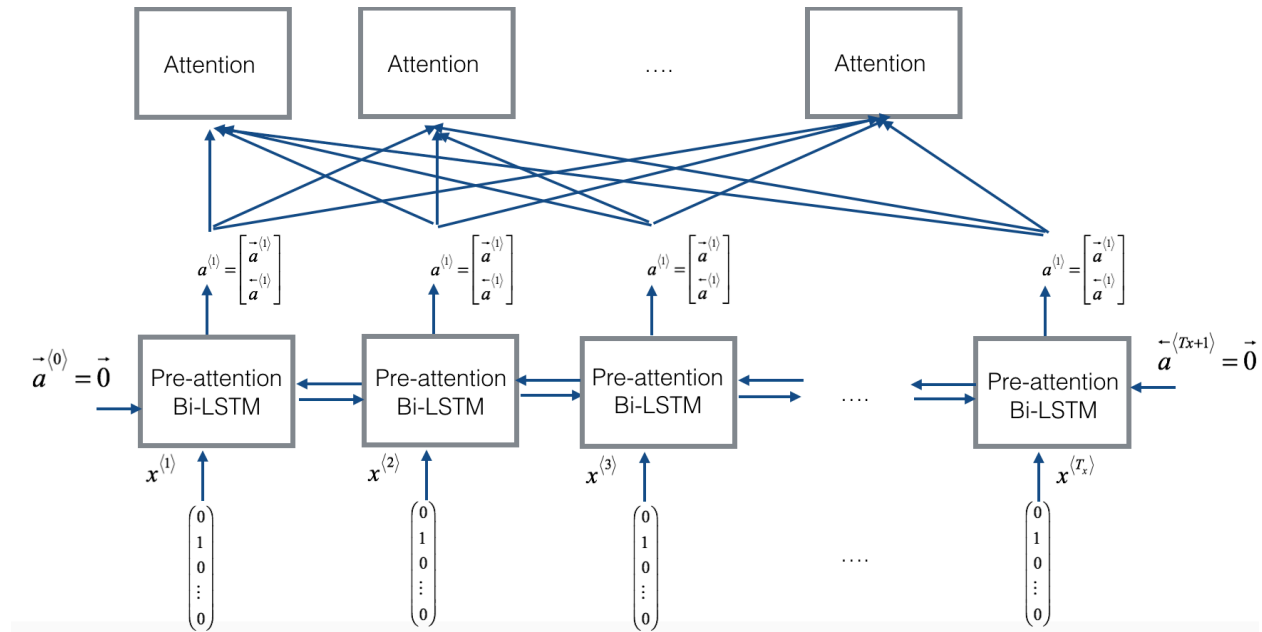 Attention Attention .... Attention
a⟨1⟩ = [a→⟨1⟩ a←⟨1⟩] a⟨1⟩ = [a→⟨1⟩ a←⟨1⟩] a⟨1⟩ = [a→⟨1⟩ a←⟨1⟩] a⟨1⟩ = [a→⟨1⟩ a←⟨1⟩]
a→⟨0⟩ = 0→
Pre-attention
Bi-LSTM
Pre-attention
Bi-LSTM
Pre-attention
Bi-LSTM
....
Pre-attention
Bi-LSTM
a←⟨Tx+1⟩ = 0→
x⟨1⟩ x⟨2⟩ x⟨3⟩ x⟨Tₓ⟩
0 0 0 0
1 1 1 1
0 0 0 .... 0
⋮ ⋮ ⋮ ⋮
0 0 0 0